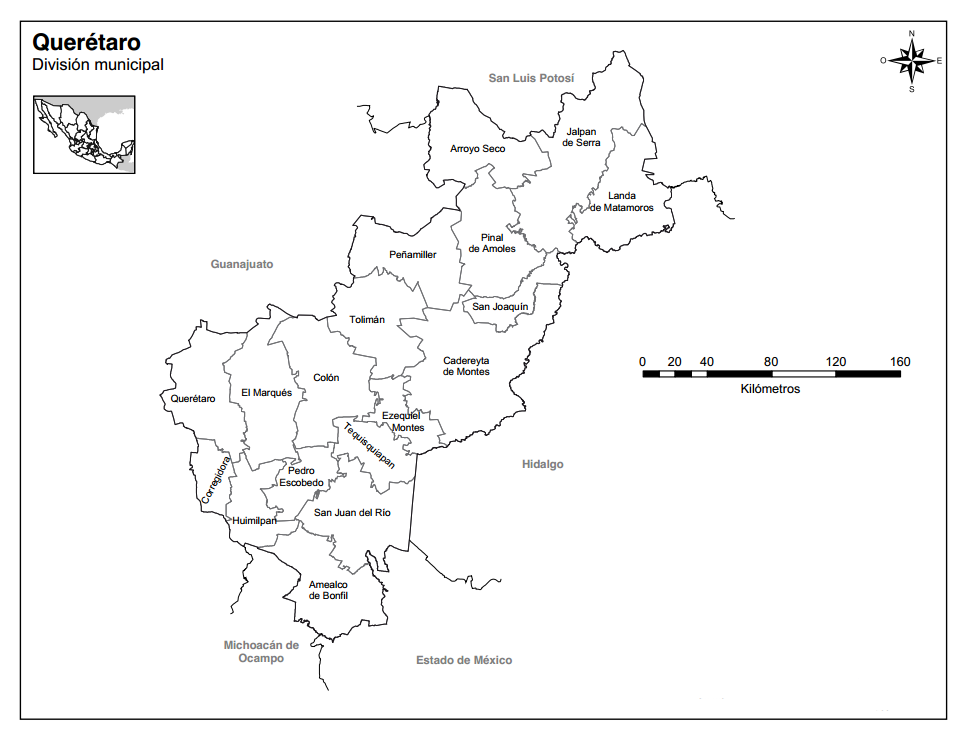 Querétaro
División municipal
N
O
E
S
San Luis Potosí
Jalpan
de Serra
Arroyo Seco
Landa
de Matamoros
Pinal
de Amoles
Peñamiller
Guanajuato
San Joaquín
Tolimán
Cadereyta
de Montes
0 20 40 80 120 160
Kilómetros
Colón
El Marqués
Querétaro
Ezequiel
Montes
Tequisquiapan
Hidalgo
Corregidora
Pedro
Escobedo
San Juan del Río
Huimilpan
Amealco
de Bonfil
Michoacán de
Ocampo
Estado de México